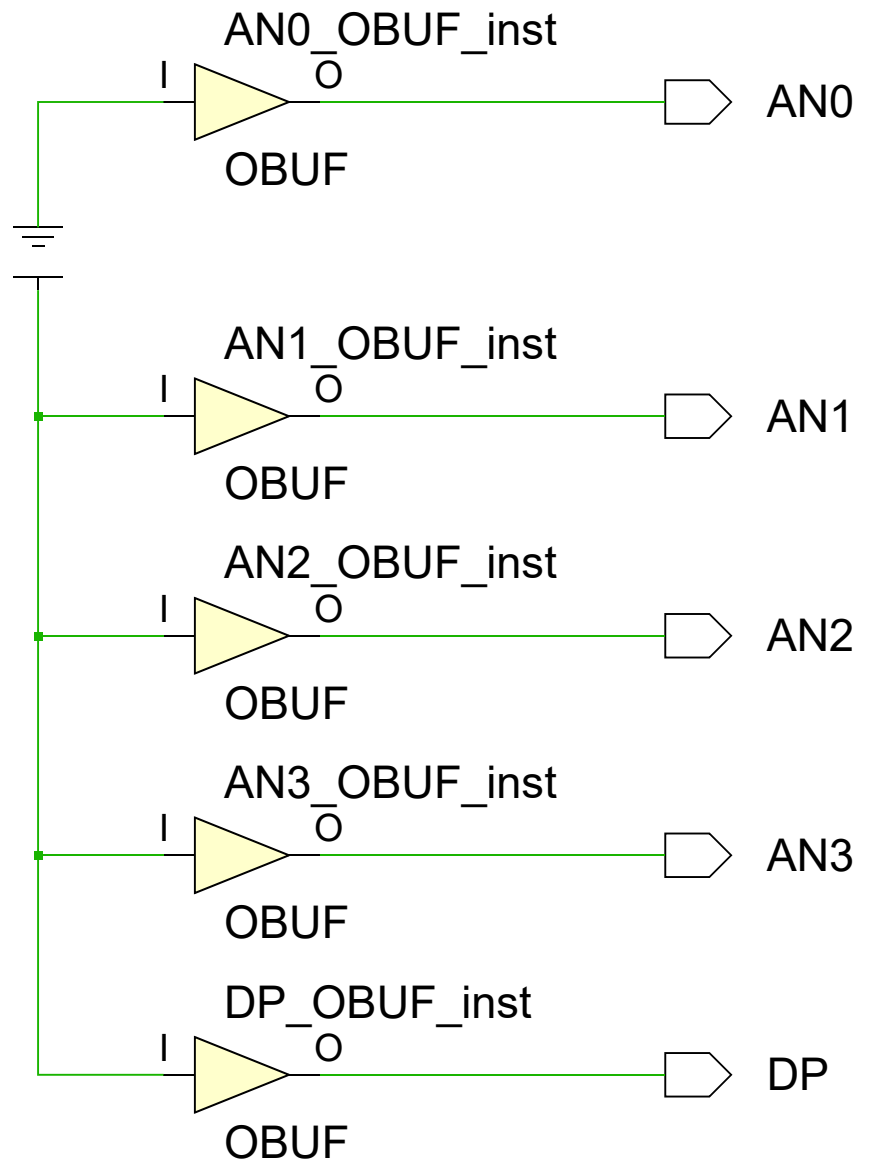 AN0_OBUF_inst
I
O
AN0
OBUF
AN1_OBUF_inst
I
O
AN1
OBUF
AN2_OBUF_inst
I
O
AN2
OBUF
AN3_OBUF_inst
I
O
AN3
OBUF
DP_OBUF_inst
I
O
DP
OBUF